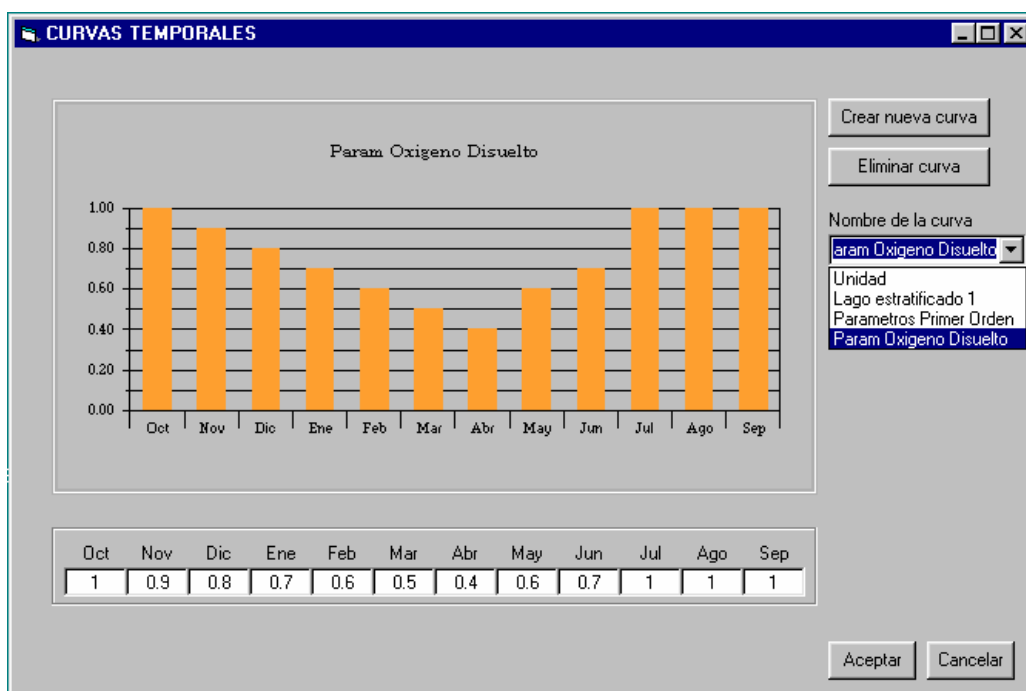 CURVAS TEMPORALES
Param Oxigeno Disuelto
1.00
0.80
0.60
0.40
0.20
0.00
Oct Nov Dic Ene Feb Mar Abr May Jun Jul Ago Sep
Crear nueva curva
Eliminar curva
Nombre de la curva
aram Oxigeno Disuelto
Unidad
Lago estratificado 1
Parametros Primer Orden
Param Oxigeno Disuelto
Oct Nov Dic Ene Feb Mar Abr May Jun Jul Ago Sep
1 0.9 0.8 0.7 0.6 0.5 0.4 0.6 0.7 1 1 1
Aceptar Cancelar